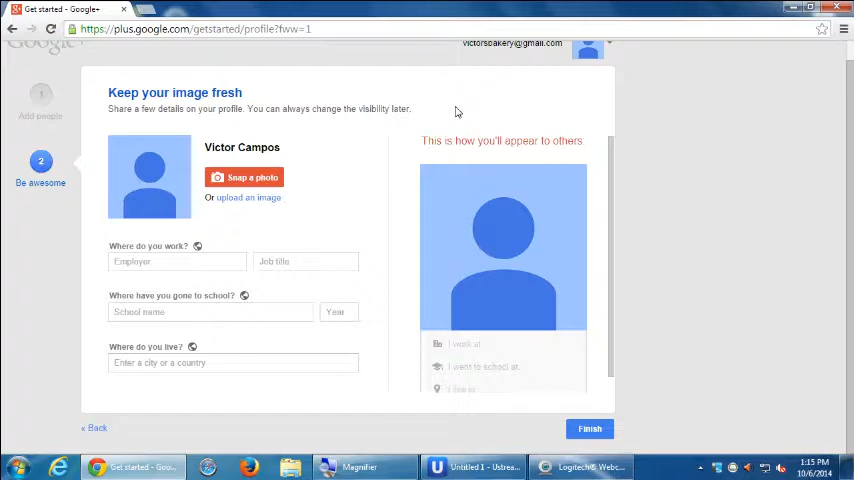 Get started - Google+
https://plus.google.com/getstarted/profile?fww=1
Google+
victorsbakery@gmail.com
1
Add people
2
Be awesome
Keep your image fresh
Share a few details on your profile. You can always change the visibility later.
Victor Campos
Snap a photo
Or upload an image
Where do you work?
Employer
Job title
Where have you gone to school?
School name
Year
Where do you live?
Enter a city or a country
This is how you'll appear to others.
I work at
I went to school at.
I live in
« Back
Finish
Get started - Goo...
Magnifier
Untitled 1 - Ustrea...
Logitech® Webc...
1:15 PM
10/6/2014